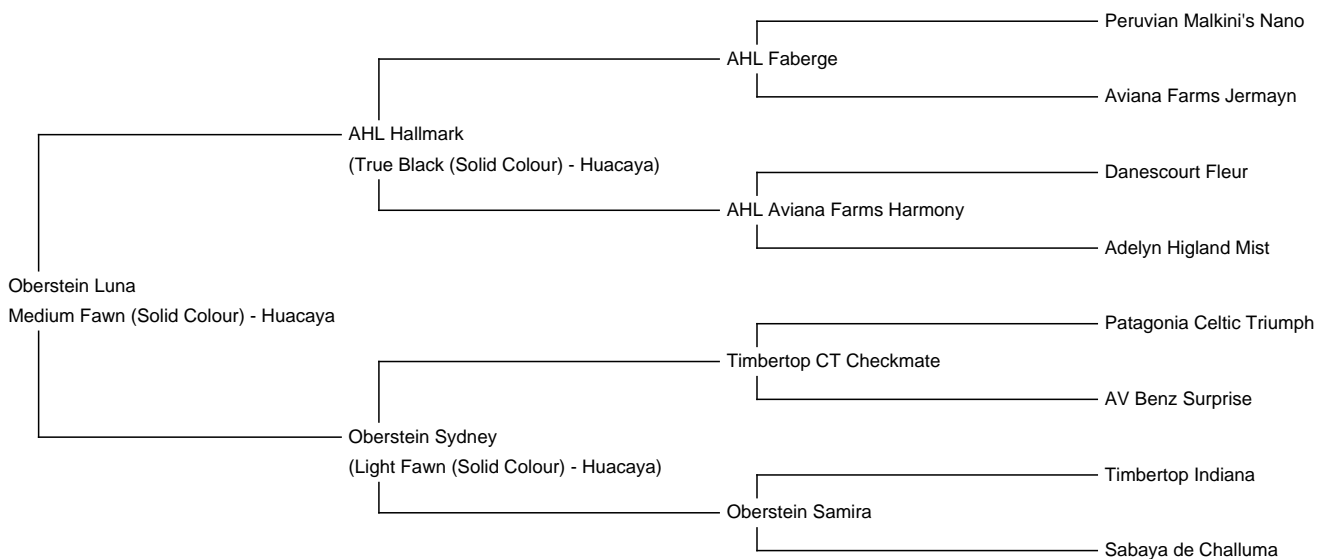 Peruvian Malkini's Nano
AHL Faberge
Aviana Farms Jermayn
AHL Hallmark
(True Black (Solid Colour) - Huacaya)
Danescourt Fleur
AHL Aviana Farms Harmony
Adelyn Higland Mist
Oberstein Luna
Medium Fawn (Solid Colour) - Huacaya
Patagonia Celtic Triumph
Timbertop CT Checkmate
AV Benz Surprise
Oberstein Sydney
(Light Fawn (Solid Colour) - Huacaya)
Timbertop Indiana
Oberstein Samira
Sabaya de Challuma